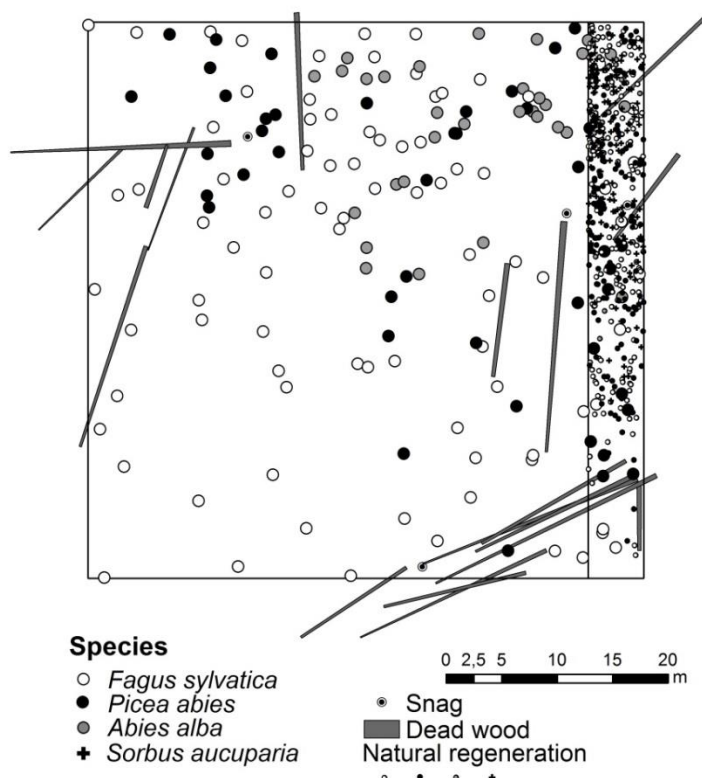 Species
Fagus sylvatica
Picea abies
Abies alba
Sorbus aucuparia
0 2,5 5 10 15 20
m
Snag
Dead wood
Natural regeneration